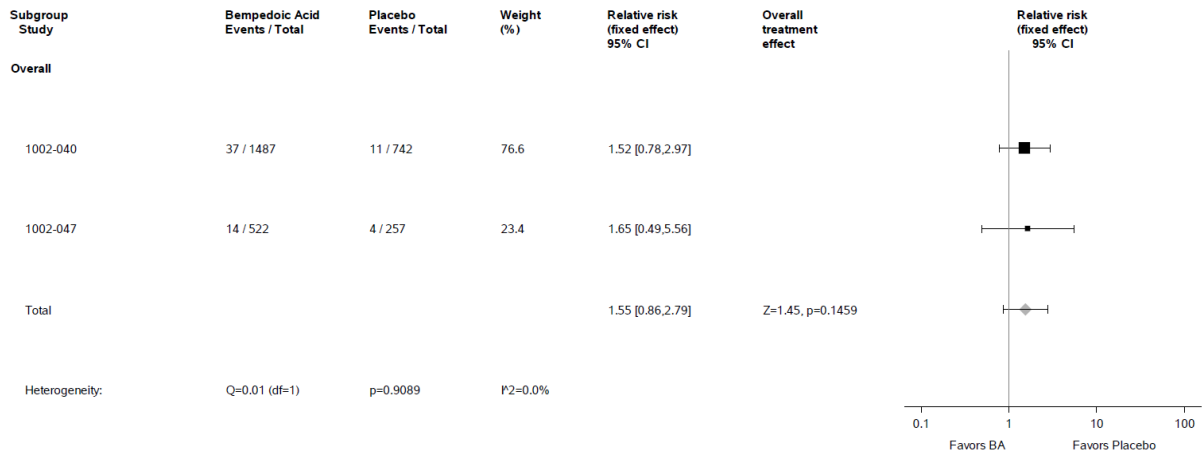 Subgroup Bempedoic Acid Placebo Weight Relative risk Overall Relative risk
Study Events / Total Events / Total (%) (fixed effect) treatment (fixed effect)
95% CI effect 95% CI
Overall
1002-040 37 / 1487 11 / 742 76.6 1.52 [0.78,2.97]
1002-047 14 / 522 4 / 257 23.4 1.65 [0.49,5.56]
Total 1.55 [0.86,2.79] Z=1.45, p=0.1459
Heterogeneity: Q=0.01 (df=1) p=0.9089 I^2=0.0%
0.1 1 10 100
Favors BA Favors Placebo